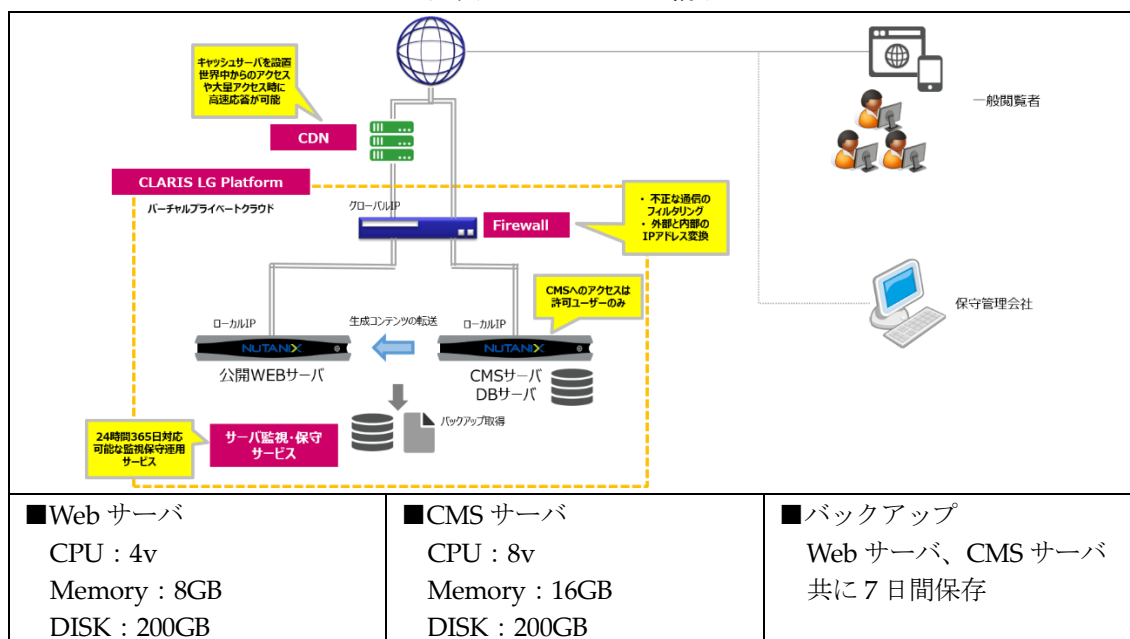 キャッシュサーバを設置
世界中からのアクセス
や大量アクセス時に
高速応答が可能
CDN
一般閲覧者
CLARIS LG Platform
バーチャルプライベートクラウド
グローバルIP
Firewall
・ 不正な通信の
フィルタリング
・ 外部と内部の
IPアドレス変換
CMSへのアクセスは
許可ユーザーのみ
保守管理会社
ローカルIP
生成コンテンツの転送
ローカルIP
NUTANIX
NUTANIX
公開WEBサーバ
CMSサーバ
DBサーバ
バックアップ取得
24時間365日対応
可能な監視保守運用
サービス
サーバ監視・保守
サービス
■Web サーバ
CPU：4v
Memory：8GB
DISK：200GB
■CMS サーバ
CPU：8v
Memory：16GB
DISK：200GB
■バックアップ
Web サーバ、CMS サーバ
共に 7 日間保存